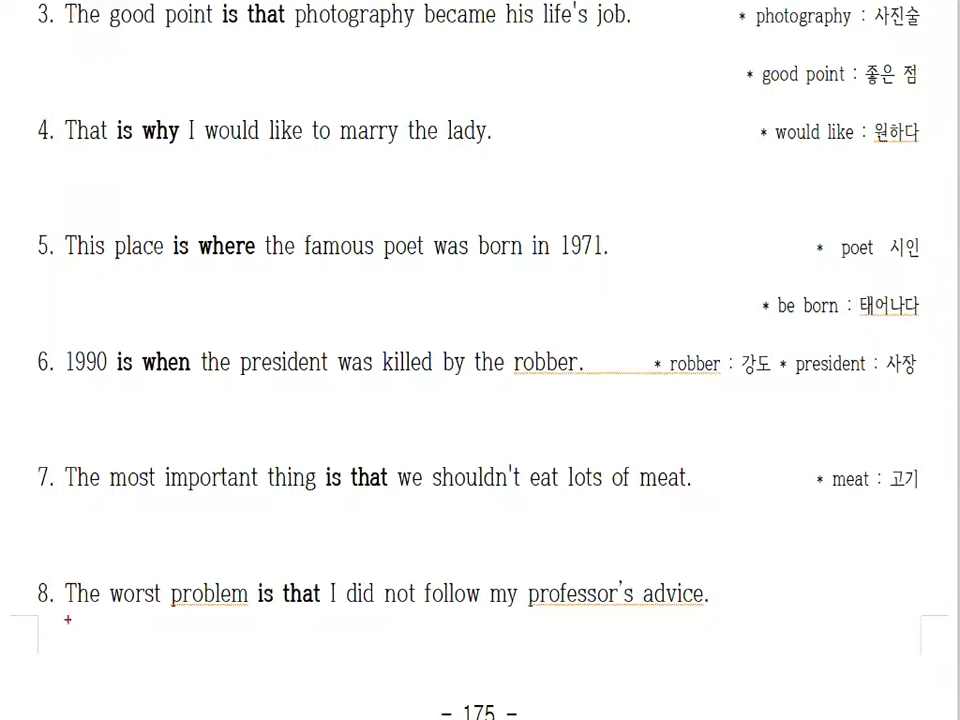 3. The good point is that photography became his life's job. * photography : 사진술
* good point : 좋은 점
4. That is why I would like to marry the lady. * would like : 원하다
5. This place is where the famous poet was born in 1971. * poet 시인
* be born : 태어나다
6. 1990 is when the president was killed by the robber. * robber : 강도 * president : 사장
7. The most important thing is that we shouldn't eat lots of meat. * meat : 고기
8. The worst problem is that I did not follow my professor's advice.
- 175 -